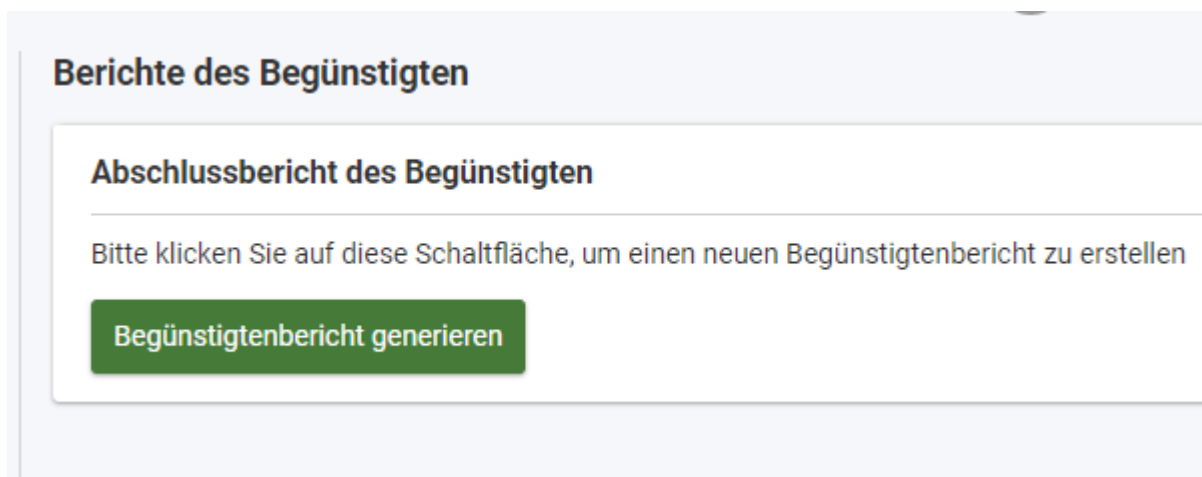 Berichte des Begünstigten
Abschlussbericht des Begünstigten
Bitte klicken Sie auf diese Schaltfläche, um einen neuen Begünstigtenbericht zu erstellen
Begünstigtenbericht generieren